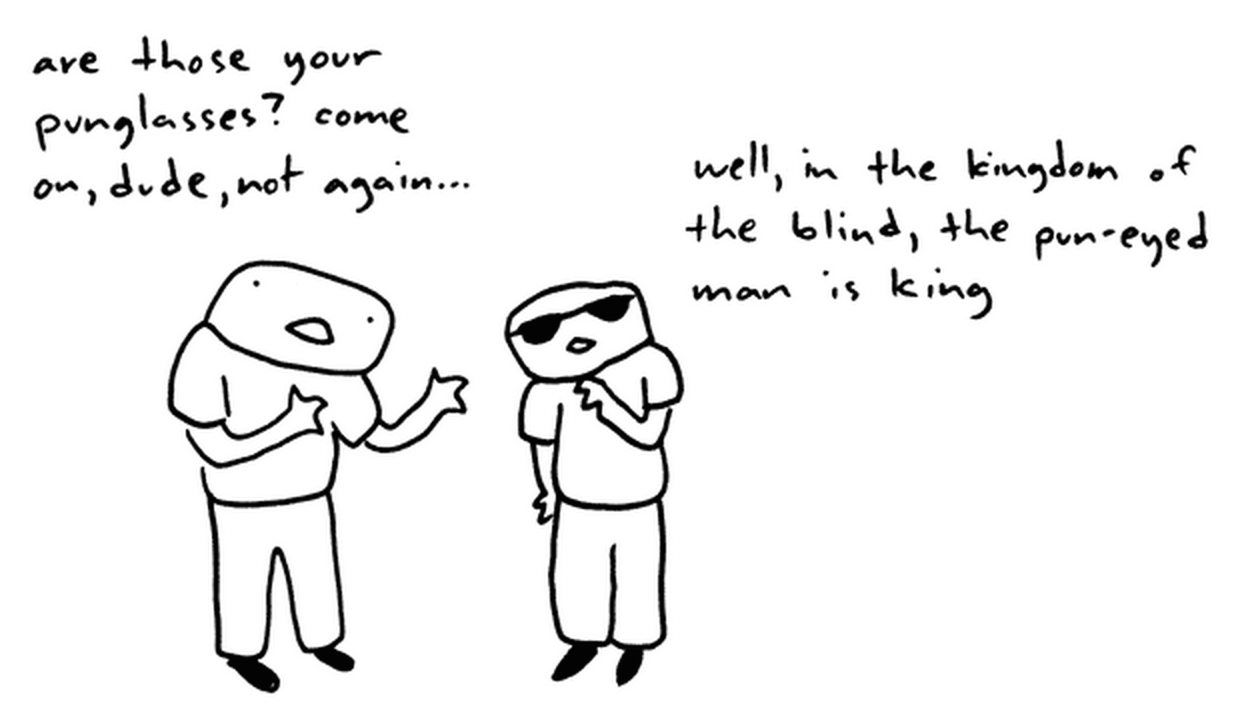 are those your
punglasses? come
on, dude, not again...
well, in the kingdom of
the blind, the pun-eyed
man is king